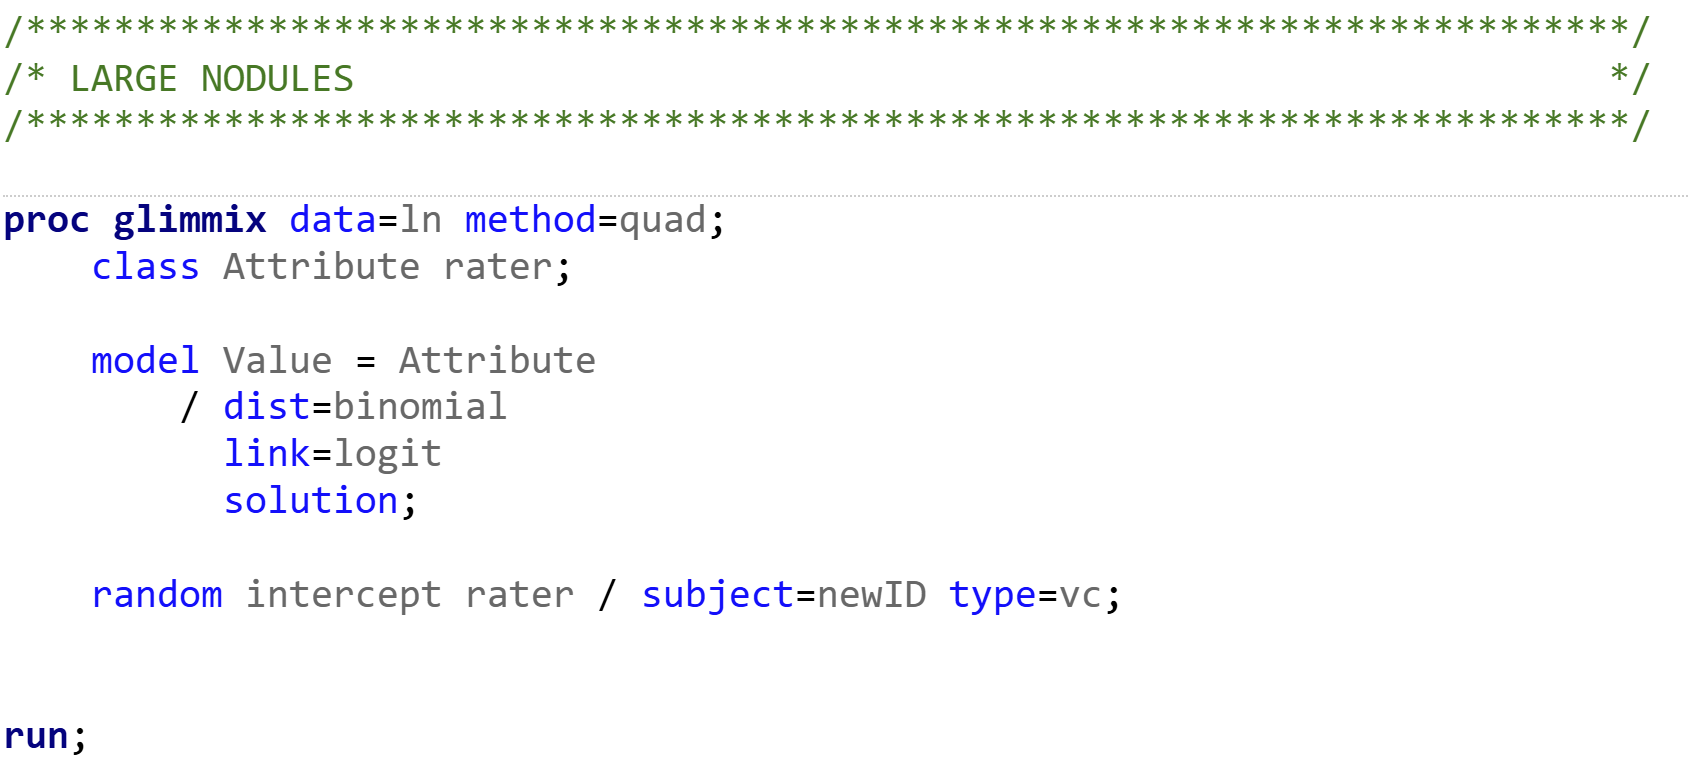 /*************************************************************************/
/* LARGE NODULES                                                         */
/*************************************************************************/
proc glimmix data=ln method=quad;
    class Attribute rater;
    model Value = Attribute
        / dist=binomial
          link=logit
          solution;
    random intercept rater / subject=newID type=vc;
run;